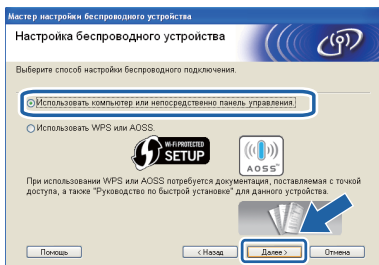 Мастер настройки беспроводного устройства
Настройка беспроводного устройства
Выберите способ настройки беспроводного подключения.
Использовать компьютер или непосредственно панель управления.
Использовать WPS или AOSS.
Wi-Fi PROTECTED
SETUP
AOSS™
При использовании WPS или AOSS потребуется документация, поставляемая с точкой
доступа, а также "Руководство по быстрой установке" для данного устройства.
Помощь < Назад Далее > Отмена